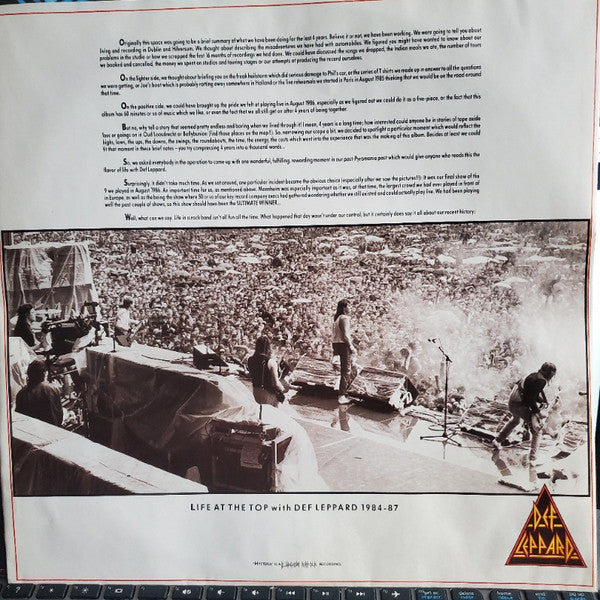 Originally this space was going to be a brief summary of what we have been doing for the last 4 years. Believe it or not, we have been working. We were going to tell you about
living and recording in Dublin and Hilversum. We thought about describing the misadventures we have had with automobiles. We figured you might have wanted to know about our
problems in the studio or how we scrapped the first 16 months of recordings we had done. We could have discussed the songs we dropped, the Indian meals we ate, the number of tours
we booked and cancelled, the money we spent on studios and touring stages or our attempts at producing the record ourselves.
On the lighter side, we thought about briefing you on the freak hailstorm which did serious damage to Phil's car, or the series of T shirts we made up in answer to all the questions
we were getting, or Joe's boat which is probably rotting away somewhere in Holland or the live rehearsals we started in Paris in August 1985 thinking that we would be on the road around
that time.
On the positive side, we could have brought up the pride we felt at playing live in August 1986, especially as we figured out we could do it as a five-piece, or the fact that this
album has 60 minutes or so of music which we like, or even the fact that we all still get on after 4 years of being together.
But no, why tell a story that seemed pretty endless and boring when we lived through it! I mean, 4 years is a long time; how interested could anyone be in stories of tape aside
face or goings on in Oud Loosdrecht or Ballybunion (find those places on the map!!). So, narrowing our scope a bit, we decided to spotlight a particular moment which would reflect the
highs, lows, the ups, the downs, the swings, the roundabouts, the time, the energy, the costs which went into the experience that was the making of this album. Besides at least we could
fit that moment in these brief notes – you try compressing 4 years into a thousand words...
So, we asked everybody in the operation to come up with one wonderful, fulfilling, rewarding moment in our post-Pyromania past which would give anyone who reads this the
flavor of life with Def Leppard.
Surprisingly, it didn't take much time. As we set around, one particular incident became the obvious choice (especially after we saw the pictures!!): It was our final show of the
9 we played in August 1986. An important time for us, as mentioned above. Mannheim was especially important as it was, at that time, the largest crowd we had ever played in front of
in Europe, as well as the being the show where 50 or so of our key record company execs had gathered wondering whether we still existed and could actually play live. We had been playing
well the past couple of shows, so this show should have been the ULTIMATE WINNER...
Well, what can we say. Life in a rock band isn't all fun all the time. What happened that day wasn't under our control, but it certainly does say it all about our recent history:
LIFE AT THE TOP with DEF LEPPARD 1984-87
DEF
LEPPARD
"HYSTERIA" IS A RECORDING